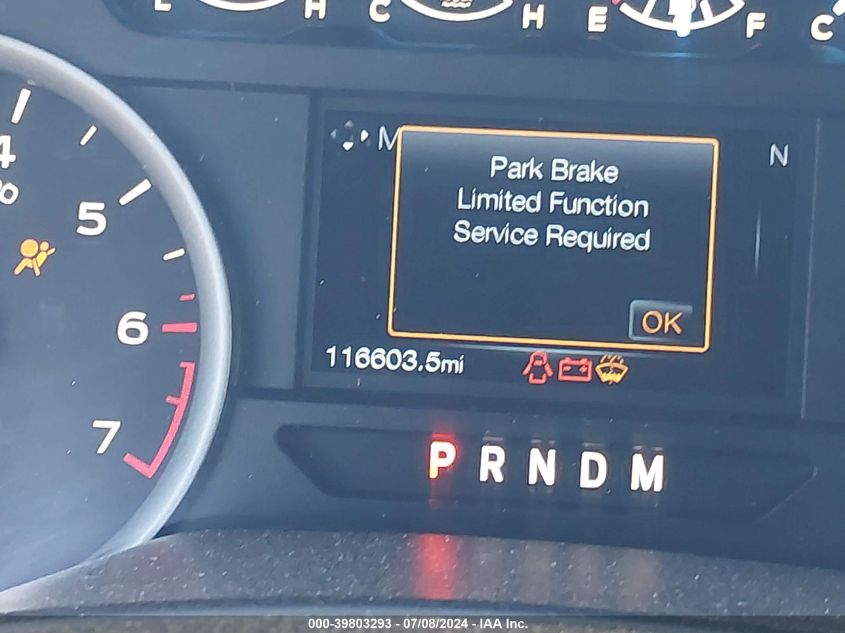 L H C H E F C
4
5
6
7
M
N
Park Brake
Limited Function
Service Required
OK
116603.5mi
P R N D M
000-39803293 - 07/08/2024 - IAA Inc.